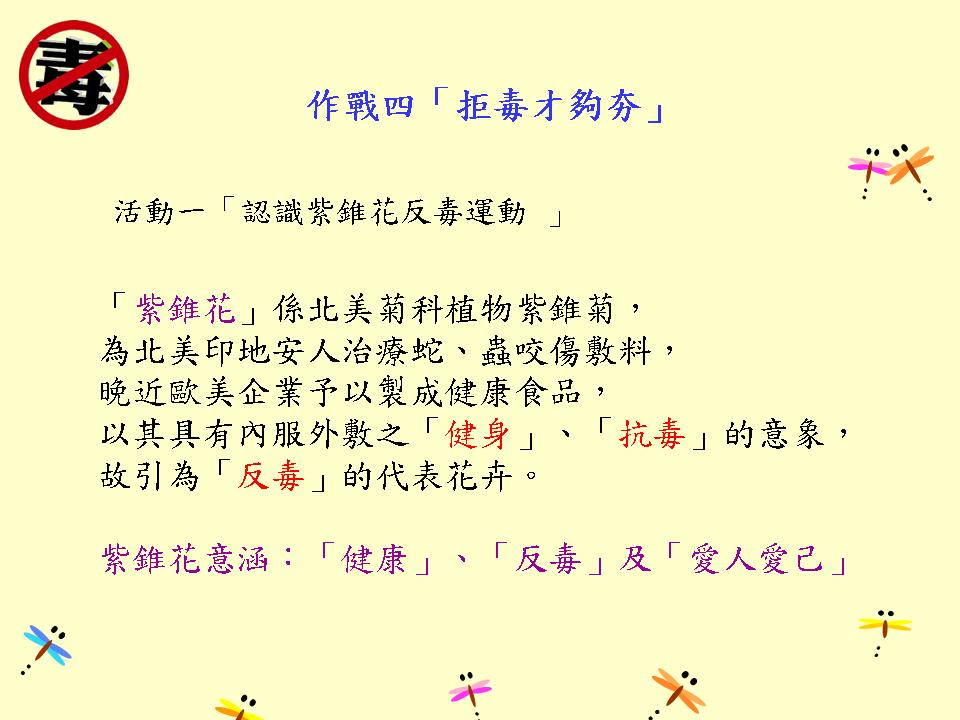 毒
作戰四「拒毒才夠夯」
活動一「認識紫錐花反毒運動 」
「紫錐花」係北美菊科植物紫錐菊，
為北美印地安人治療蛇、蟲咬傷敷料，
晚近歐美企業予以製成健康食品，
以其具有內服外敷之「健身」、「抗毒」的意象，
故引為「反毒」的代表花卉。
紫錐花意涵：「健康」、「反毒」及「愛人愛己」